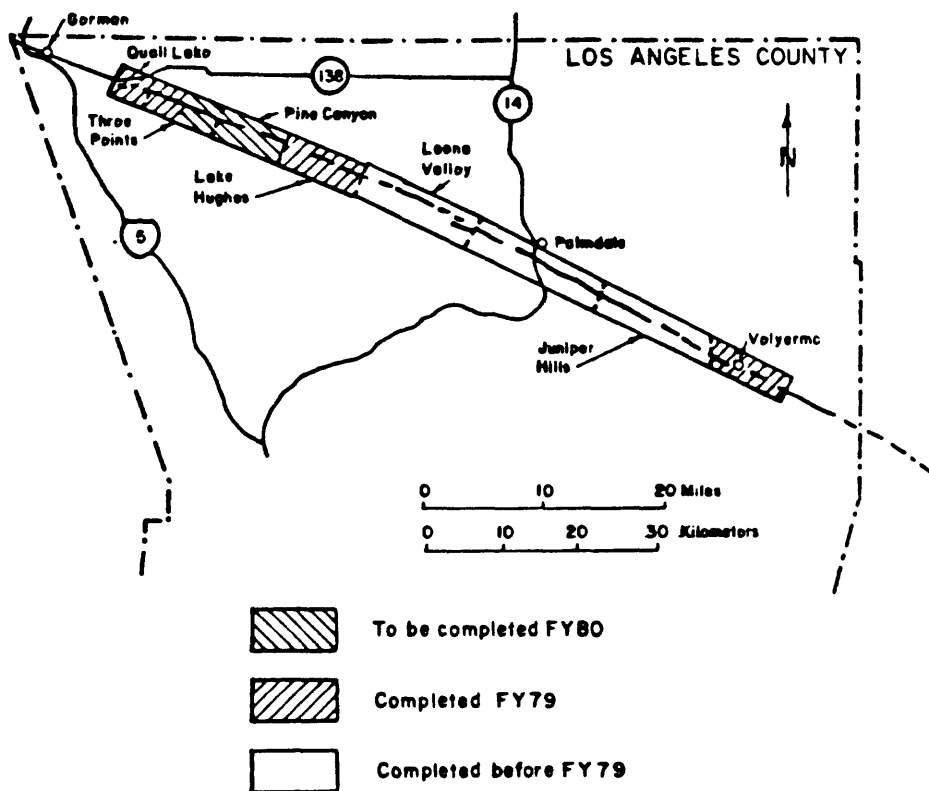 Gorman
Quail Lake
138
LOS ANGELES COUNTY
14
Three
Points
Pine Canyon
N
Leona
Valley
Lake
Hughes
5
Palmdale
Juniper
Hills
Valyermo
0 10 20 Miles
0 10 20 30 Kilometers
To be completed FY80
Completed FY79
Completed before FY79